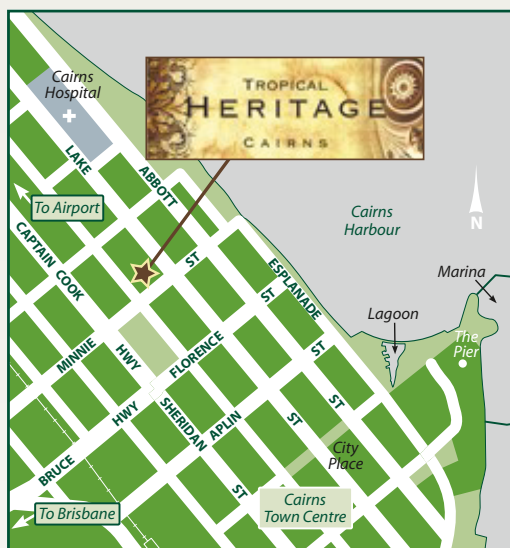 Cairns
Hospital
TROPICAL
HERITAGE
CAIRNS
LAKE
ABBOTT
ST
To Airport
CAPTAIN COOK
HWY
Cairns
Harbour
N
Marina
Lagoon
The
Pier
ESPLANADE
MINNIE
ST
FLORENCE
ST
SHERIDAN
ST
APLIN
ST
BRUCE
HWY
ST
City
Place
Cairns
Town Centre
To Brisbane